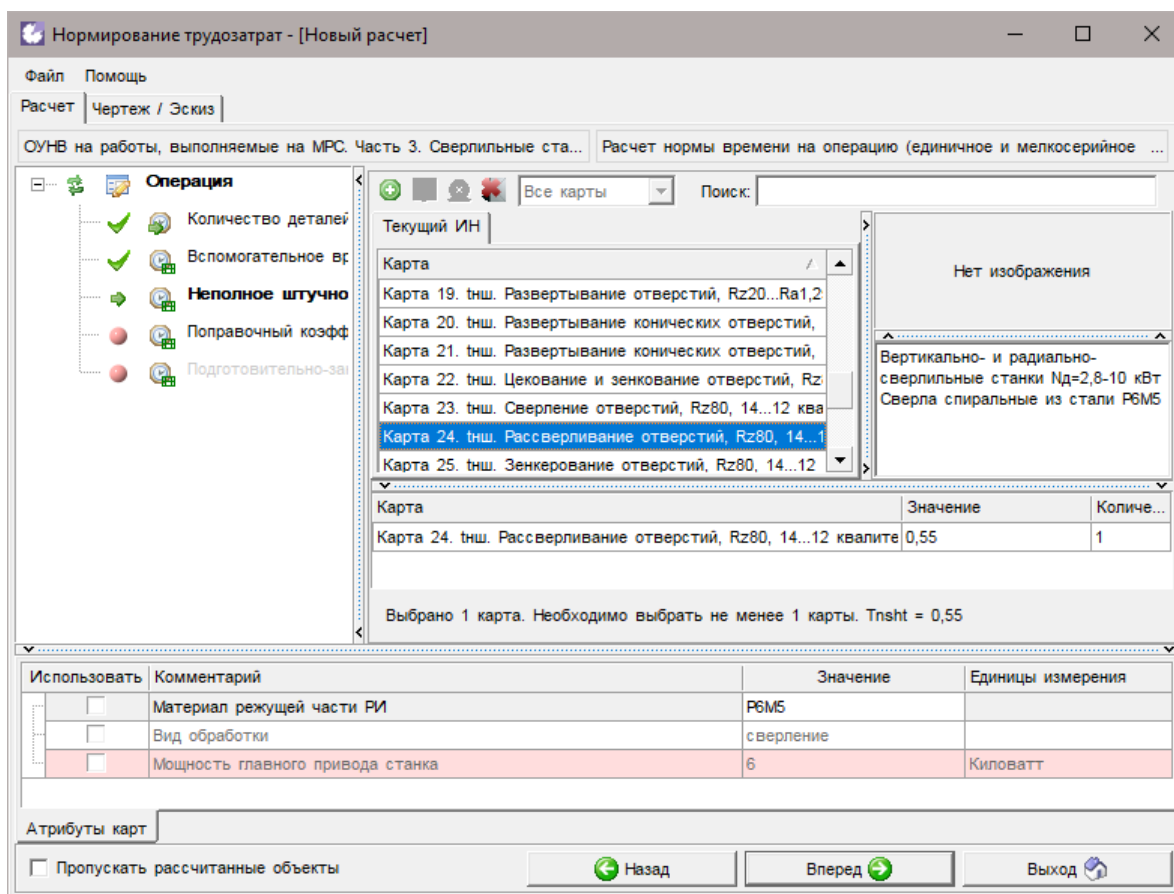 Нормирование трудозатрат - [Новый расчет]
Файл Помощь
Расчет Чертеж / Эскиз
ОУНВ на работы, выполняемые на МРС. Часть 3. Сверлильные ста... Расчет нормы времени на операцию (единичное и мелкосерийное ...
Операция
Количество деталей
Вспомогательное вр
Неполное штучно
Поправочный коэфф
Подготовительно-за
Все карты Поиск:
Текущий ИН
Карта
Карта 19. tнш. Развертывание отверстий, Rz20...Ra1,2
Карта 20. tнш. Развертывание конических отверстий,
Карта 21. tнш. Развертывание конических отверстий,
Карта 22. tнш. Цекование и зенкование отверстий, Rz
Карта 23. tнш. Сверление отверстий, Rz80, 14...12 ква
Карта 24. tнш. Рассверливание отверстий, Rz80, 14...1
Карта 25. tнш. Зенкерование отверстий, Rz80, 14...12
Нет изображения
Вертикально- и радиально-
сверлильные станки Nд=2,8-10 кВт
Сверла спиральные из стали Р6М5
Карта Значение Количе...
Карта 24. tнш. Рассверливание отверстий, Rz80, 14...12 квалите 0,55 1
Выбрано 1 карта. Необходимо выбрать не менее 1 карты. Tnsht = 0,55
Использовать Комментарий Значение Единицы измерения
Материал режущей части РИ Р6М5
Вид обработки сверление
Мощность главного привода станка 6 Киловатт
Атрибуты карт
Пропускать рассчитанные объекты Назад Вперед Выход